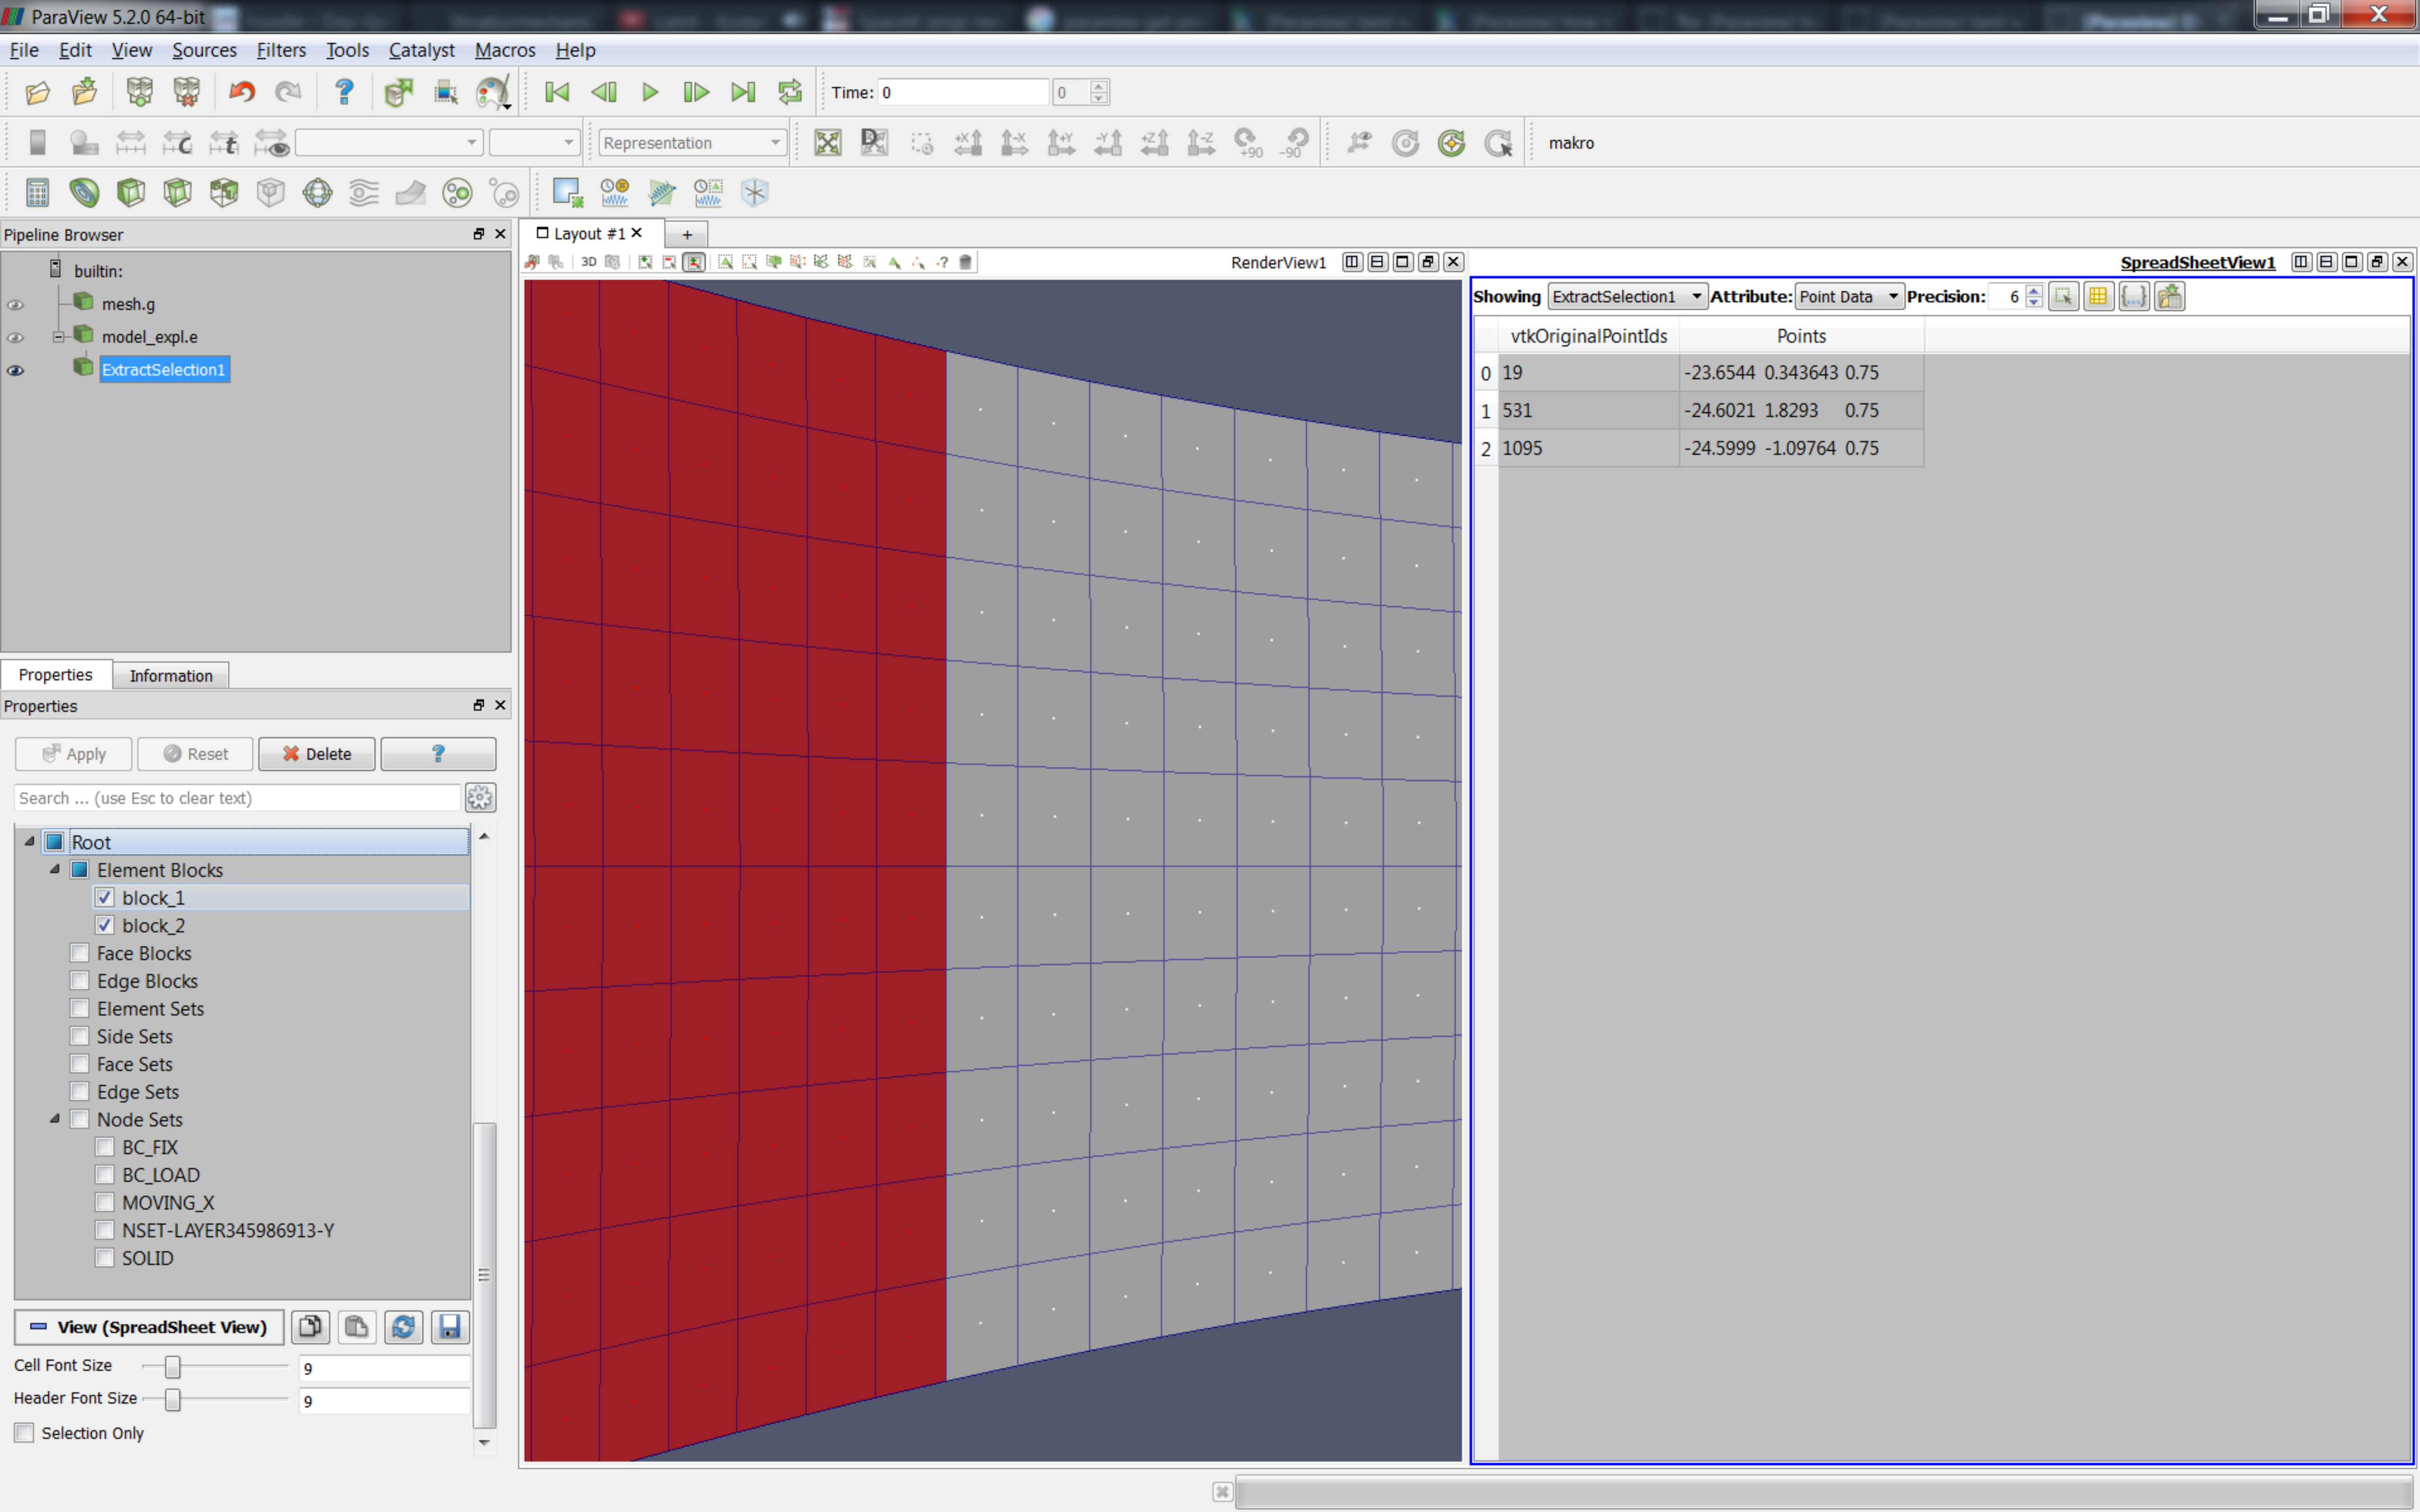 ParaView 5.2.0 64-bit
File Edit View Sources Filters Tools Catalyst Macros Help
Time: 0 0
Representation +X -X +Y -Y +Z -Z +90 -90 makro
Pipeline Browser
Layout #1 +
3D RenderView1 SpreadSheetView1
builtin:
mesh.g
model_expl.e
ExtractSelection1
Showing ExtractSelection1 Attribute: Point Data Precision: 6
vtkOriginalPointIds Points
0 19 -23.6544 0.343643 0.75
1 531 -24.6021 1.8293 0.75
2 1095 -24.5999 -1.09764 0.75
Properties Information
Properties
Apply Reset Delete ?
Search ... (use Esc to clear text)
Root
Element Blocks
block_1
block_2
Face Blocks
Edge Blocks
Element Sets
Side Sets
Face Sets
Edge Sets
Node Sets
BC_FIX
BC_LOAD
MOVING_X
NSET-LAYER345986913-Y
SOLID
View (SpreadSheet View)
Cell Font Size 9
Header Font Size 9
Selection Only